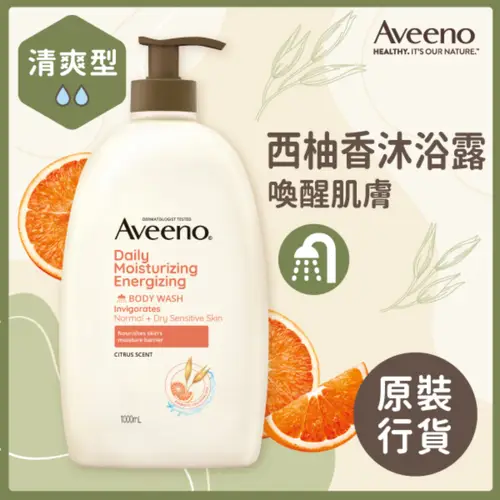 清爽型
Aveeno
HEALTHY. IT'S OUR NATURE.™
西柚香沐浴露
喚醒肌膚
DERMATOLOGIST TESTED
Aveeno®
Daily
Moisturizing
Energizing
BODY WASH
Invigorates
Normal + Dry Sensitive Skin
Nourishes skin's
moisture barrier
CITRUS SCENT
1000mL
原裝
行貨